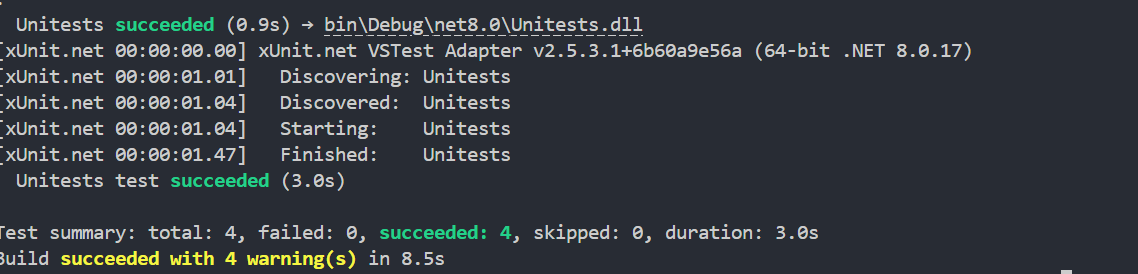 Unitests succeeded (0.9s) → bin\Debug\net8.0\Unitests.dll
[xUnit.net 00:00:00.00] xUnit.net VSTest Adapter v2.5.3.1+6b60a9e56a (64-bit .NET 8.0.17)
[xUnit.net 00:00:01.01]   Discovering: Unitests
[xUnit.net 00:00:01.04]   Discovered:  Unitests
[xUnit.net 00:00:01.04]   Starting:    Unitests
[xUnit.net 00:00:01.47]   Finished:    Unitests
Unitests test succeeded (3.0s)
Test summary: total: 4, failed: 0, succeeded: 4, skipped: 0, duration: 3.0s
Build succeeded with 4 warning(s) in 8.5s